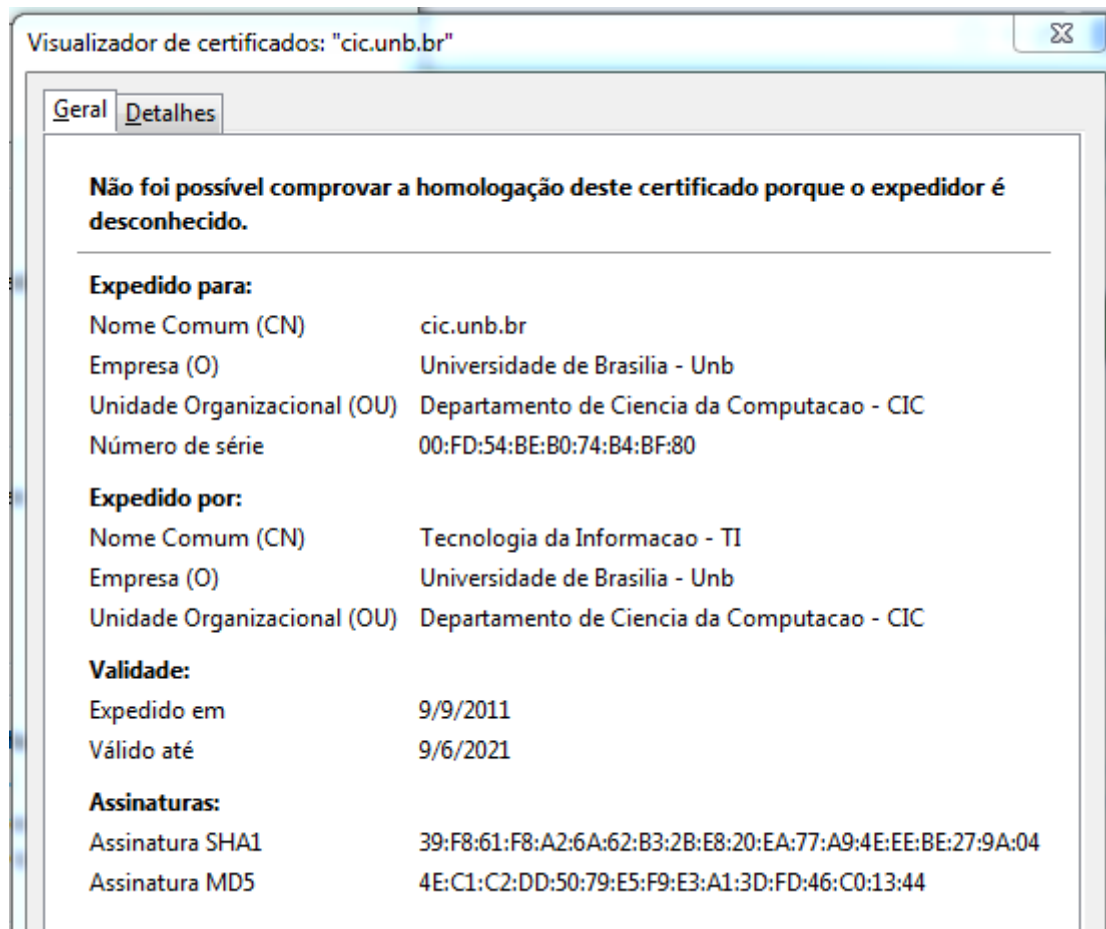 Visualizador de certificados: "cic.unb.br"
Geral Detalhes
Não foi possível comprovar a homologação deste certificado porque o expedidor é
desconhecido.
Expedido para:
Nome Comum (CN) cic.unb.br
Empresa (O) Universidade de Brasilia - Unb
Unidade Organizacional (OU) Departamento de Ciencia da Computacao - CIC
Número de série 00:FD:54:BE:B0:74:B4:BF:80
Expedido por:
Nome Comum (CN) Tecnologia da Informacao - TI
Empresa (O) Universidade de Brasilia - Unb
Unidade Organizacional (OU) Departamento de Ciencia da Computacao - CIC
Validade:
Expedido em 9/9/2011
Válido até 9/6/2021
Assinaturas:
Assinatura SHA1 39:F8:61:F8:A2:6A:62:B3:2B:E8:20:EA:77:A9:4E:EE:BE:27:9A:04
Assinatura MD5 4E:C1:C2:DD:50:79:E5:F9:E3:A1:3D:FD:46:C0:13:44